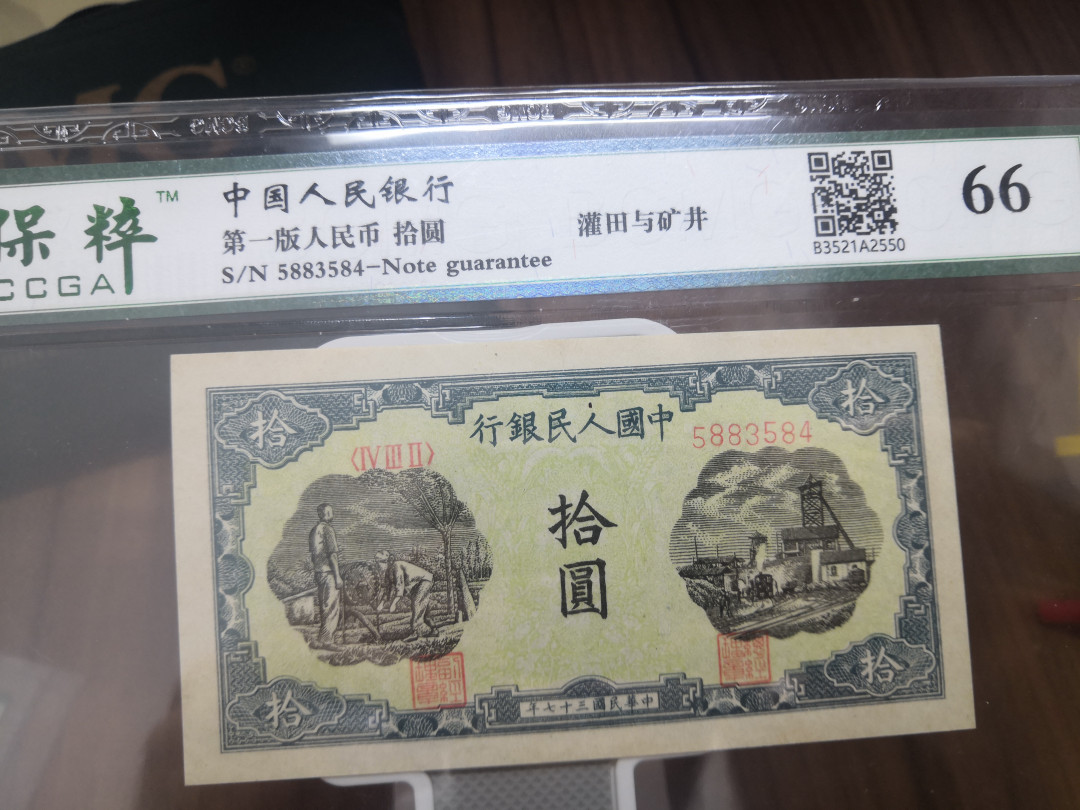 C®
保粹™
CCGA
中国人民银行
第一版人民币 拾圆
灌田与矿井
S/N 5883584-Note guarantee
B3521A2550
66
行銀民人國中
5883584
〈IV III II〉
拾
拾
拾圓
拾
拾
年七十三國民華中